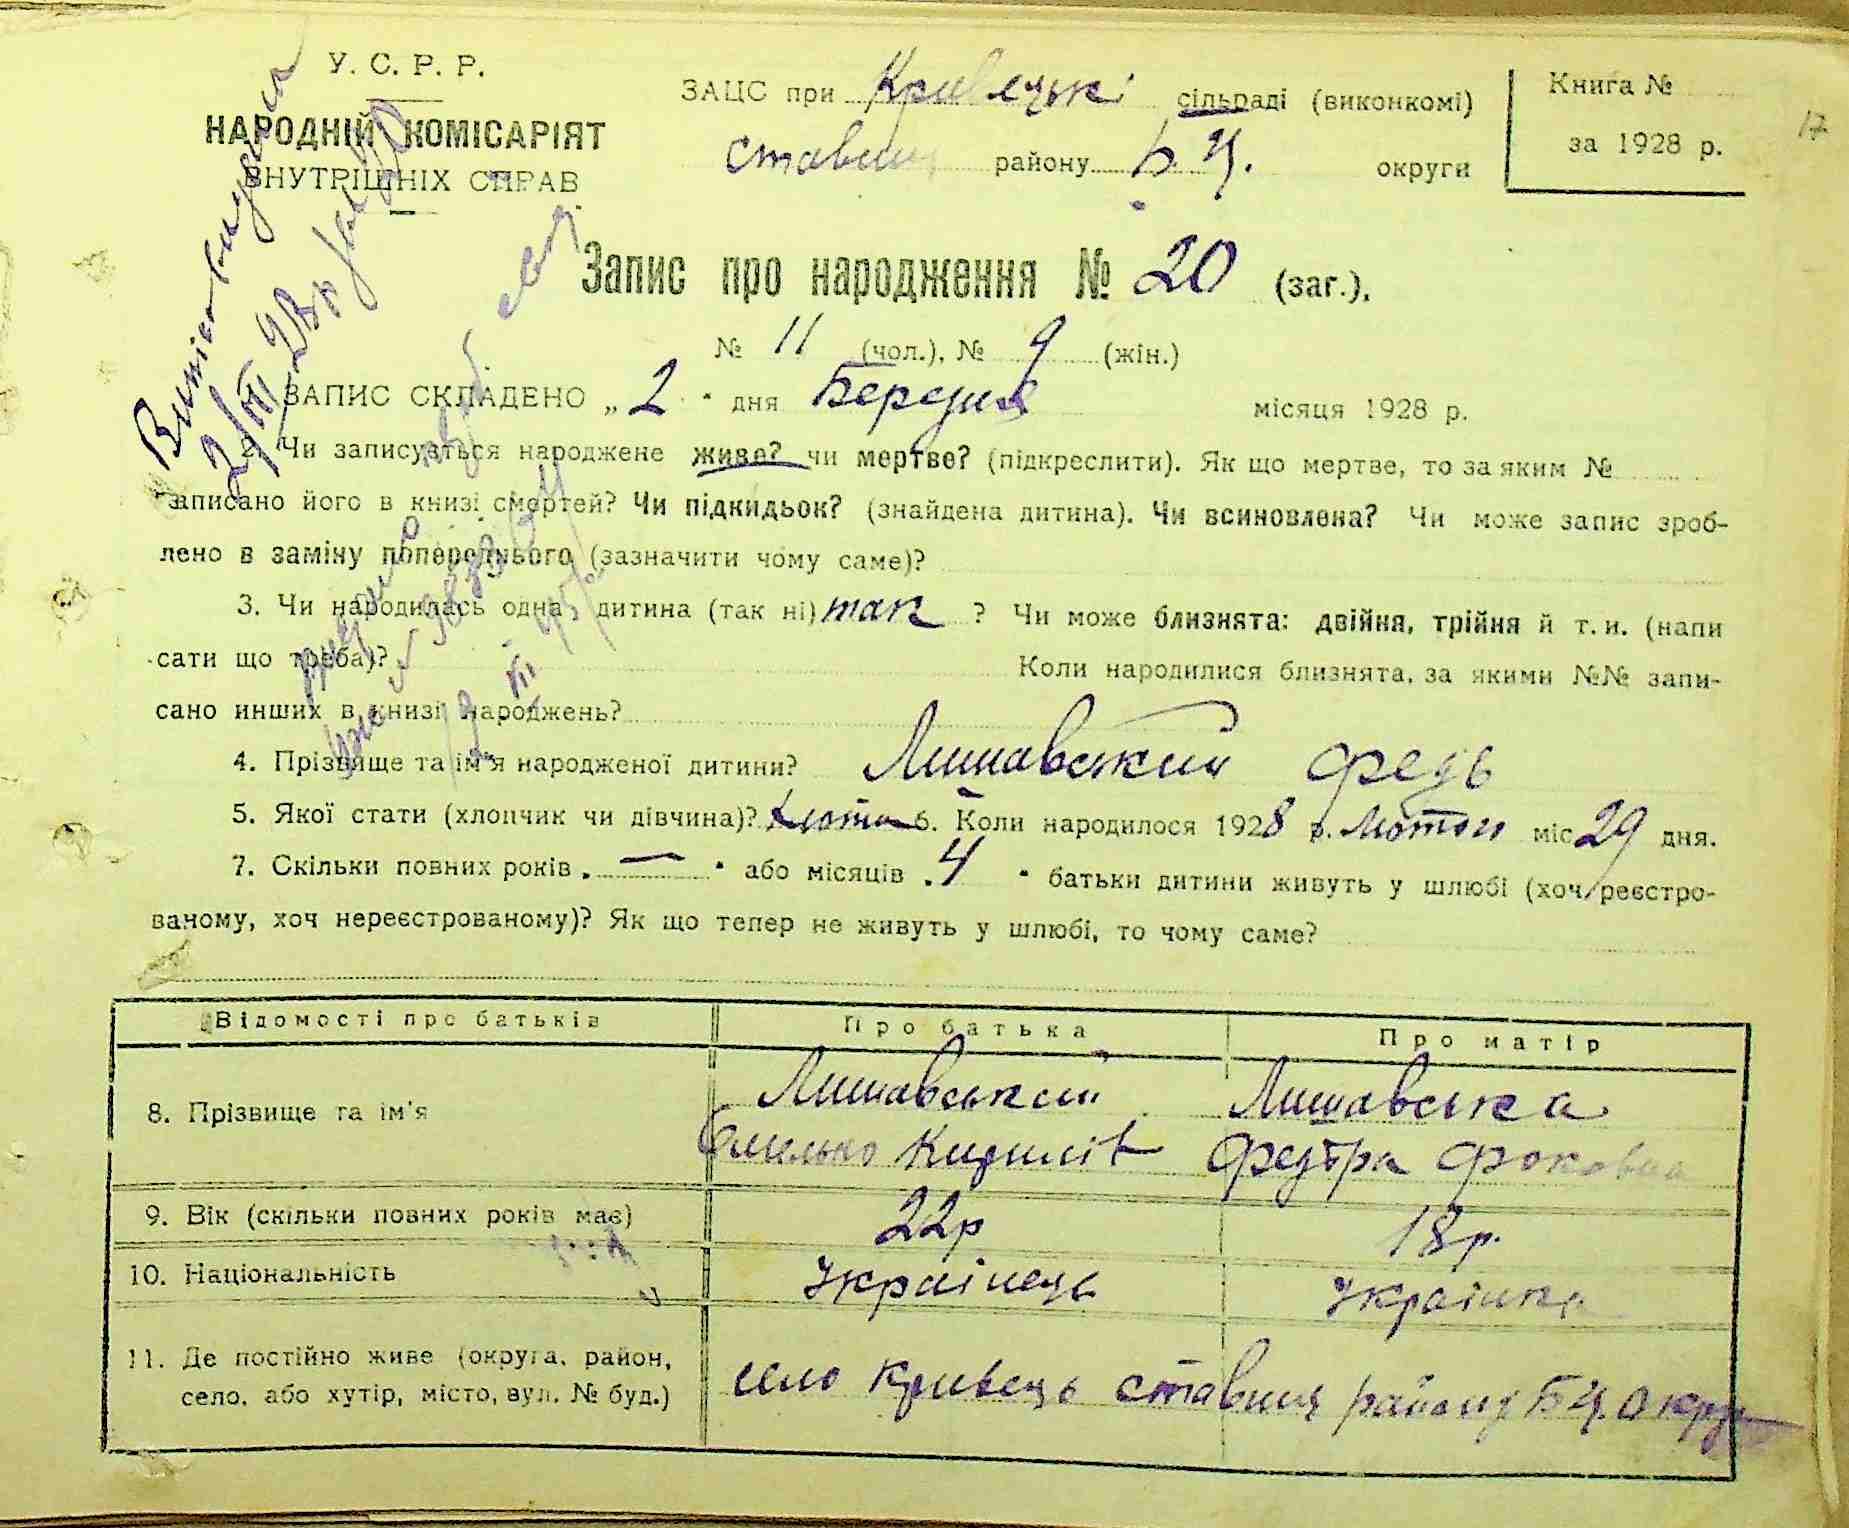 У. С. Р. Р.
НАРОДНІЙ КОМІСАРІЯТ
ВНУТРІШНІХ СПРАВ
ЗАЦС при Кривецькі сільраді (виконкомі)
ставищ району Б. Ц. округи
Книга №
за 1928 р.
17
Запис про народження № 20 (заг.),
№ 11 (чол.), № 9 (жін.)
ЗАПИС СКЛАДЕНО „ 2 " дня Березня місяця 1928 р.
2. Чи записується народжене живе? чи мертве? (підкреслити). Як що мертве, то за яким №
записано його в книзі смертей? Чи підкидьок? (знайдена дитина). Чи всиновлена? Чи може запис зроб-
лено в заміну попереднього (зазначити чому саме)?
3. Чи народилась одна дитина (так ні) так ? Чи може близнята: двійня, трійня й т. и. (напи
сати що треба)? Коли народилися близнята, за якими №№ запи-
сано инших в книзі народжень?
4. Прізвище та ім'я народженої дитини? Лишавский Федь
5. Якої стати (хлопчик чи дівчина)? 6. Коли народилося 1928 р. Лютого міс 29 дня.
7. Скільки повних років „ — " або місяців „ 4 " батьки дитини живуть у шлюбі (хоч реєстро-
ваному, хоч нереєстрованому)? Як що тепер не живуть у шлюбі, то чому саме?
Відомості про батьків Про батька Про матір
8. Прізвище та ім'я Лишавський Лишавська
Омелько Кирилів Федора Фоковна
9. Вік (скільки повних років має) 22р 18р.
10. Національність Українець Українка
11. Де постійно живе (округа, район,
село, або хутір, місто, вул. № буд.) село Кривець ставищ району БЦ. округ